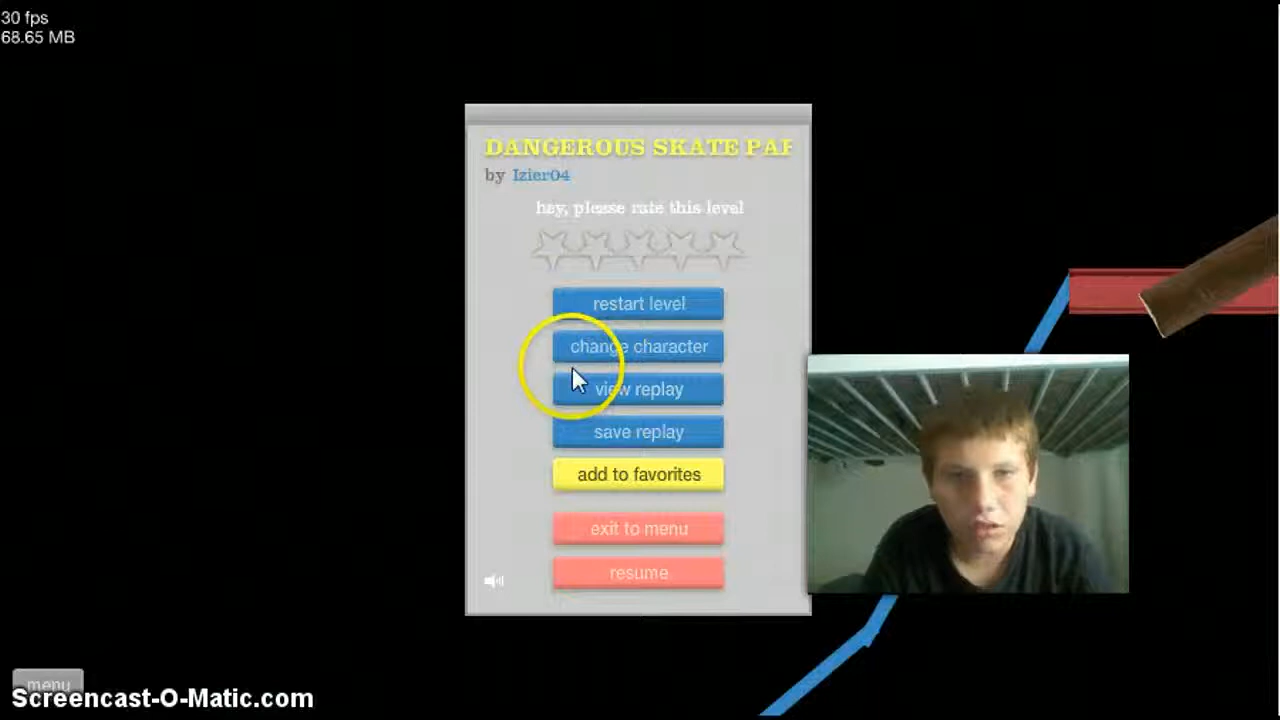 30 fps
68.65 MB
DANGEROUS SKATE PAR
by Izier04
hey, please rate this level
restart level
change character
view replay
save replay
add to favorites
exit to menu
resume
menu
Screencast-O-Matic.com